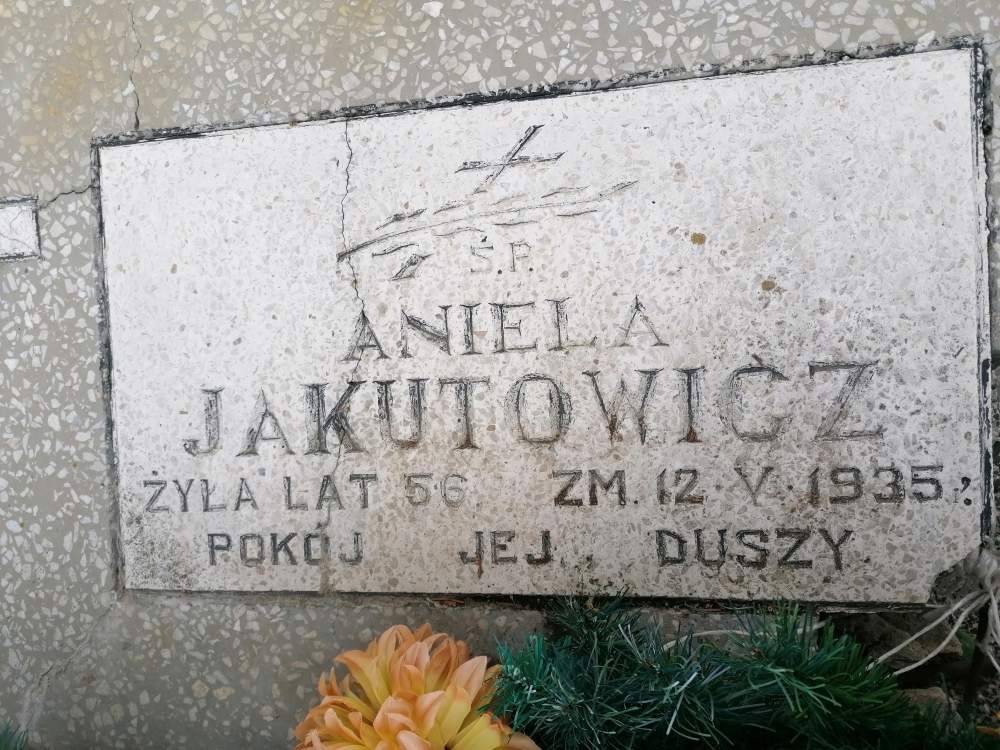 Ś.P.
ANIELA
JAKUTOWICZ
ŻYŁA LAT 56 ZM. 12·V·1935 R.
POKÓJ JEJ DUSZY